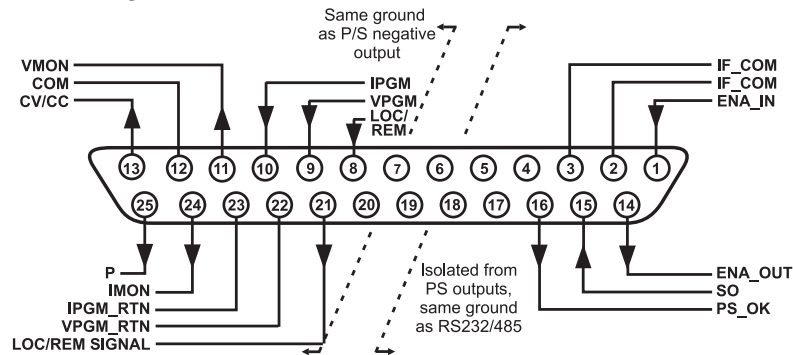 Same ground
as P/S negative
output
VMON
COM
CV/CC
IPGM
VPGM
LOC/
REM
IF_COM
IF_COM
ENA_IN
13 12 11 10 9 8 7 6 5 4 3 2 1
25 24 23 22 21 20 19 18 17 16 15 14
P
IMON
IPGM_RTN
VPGM_RTN
LOC/REM SIGNAL
Isolated from
PS outputs,
same ground
as RS232/485
ENA_OUT
SO
PS_OK